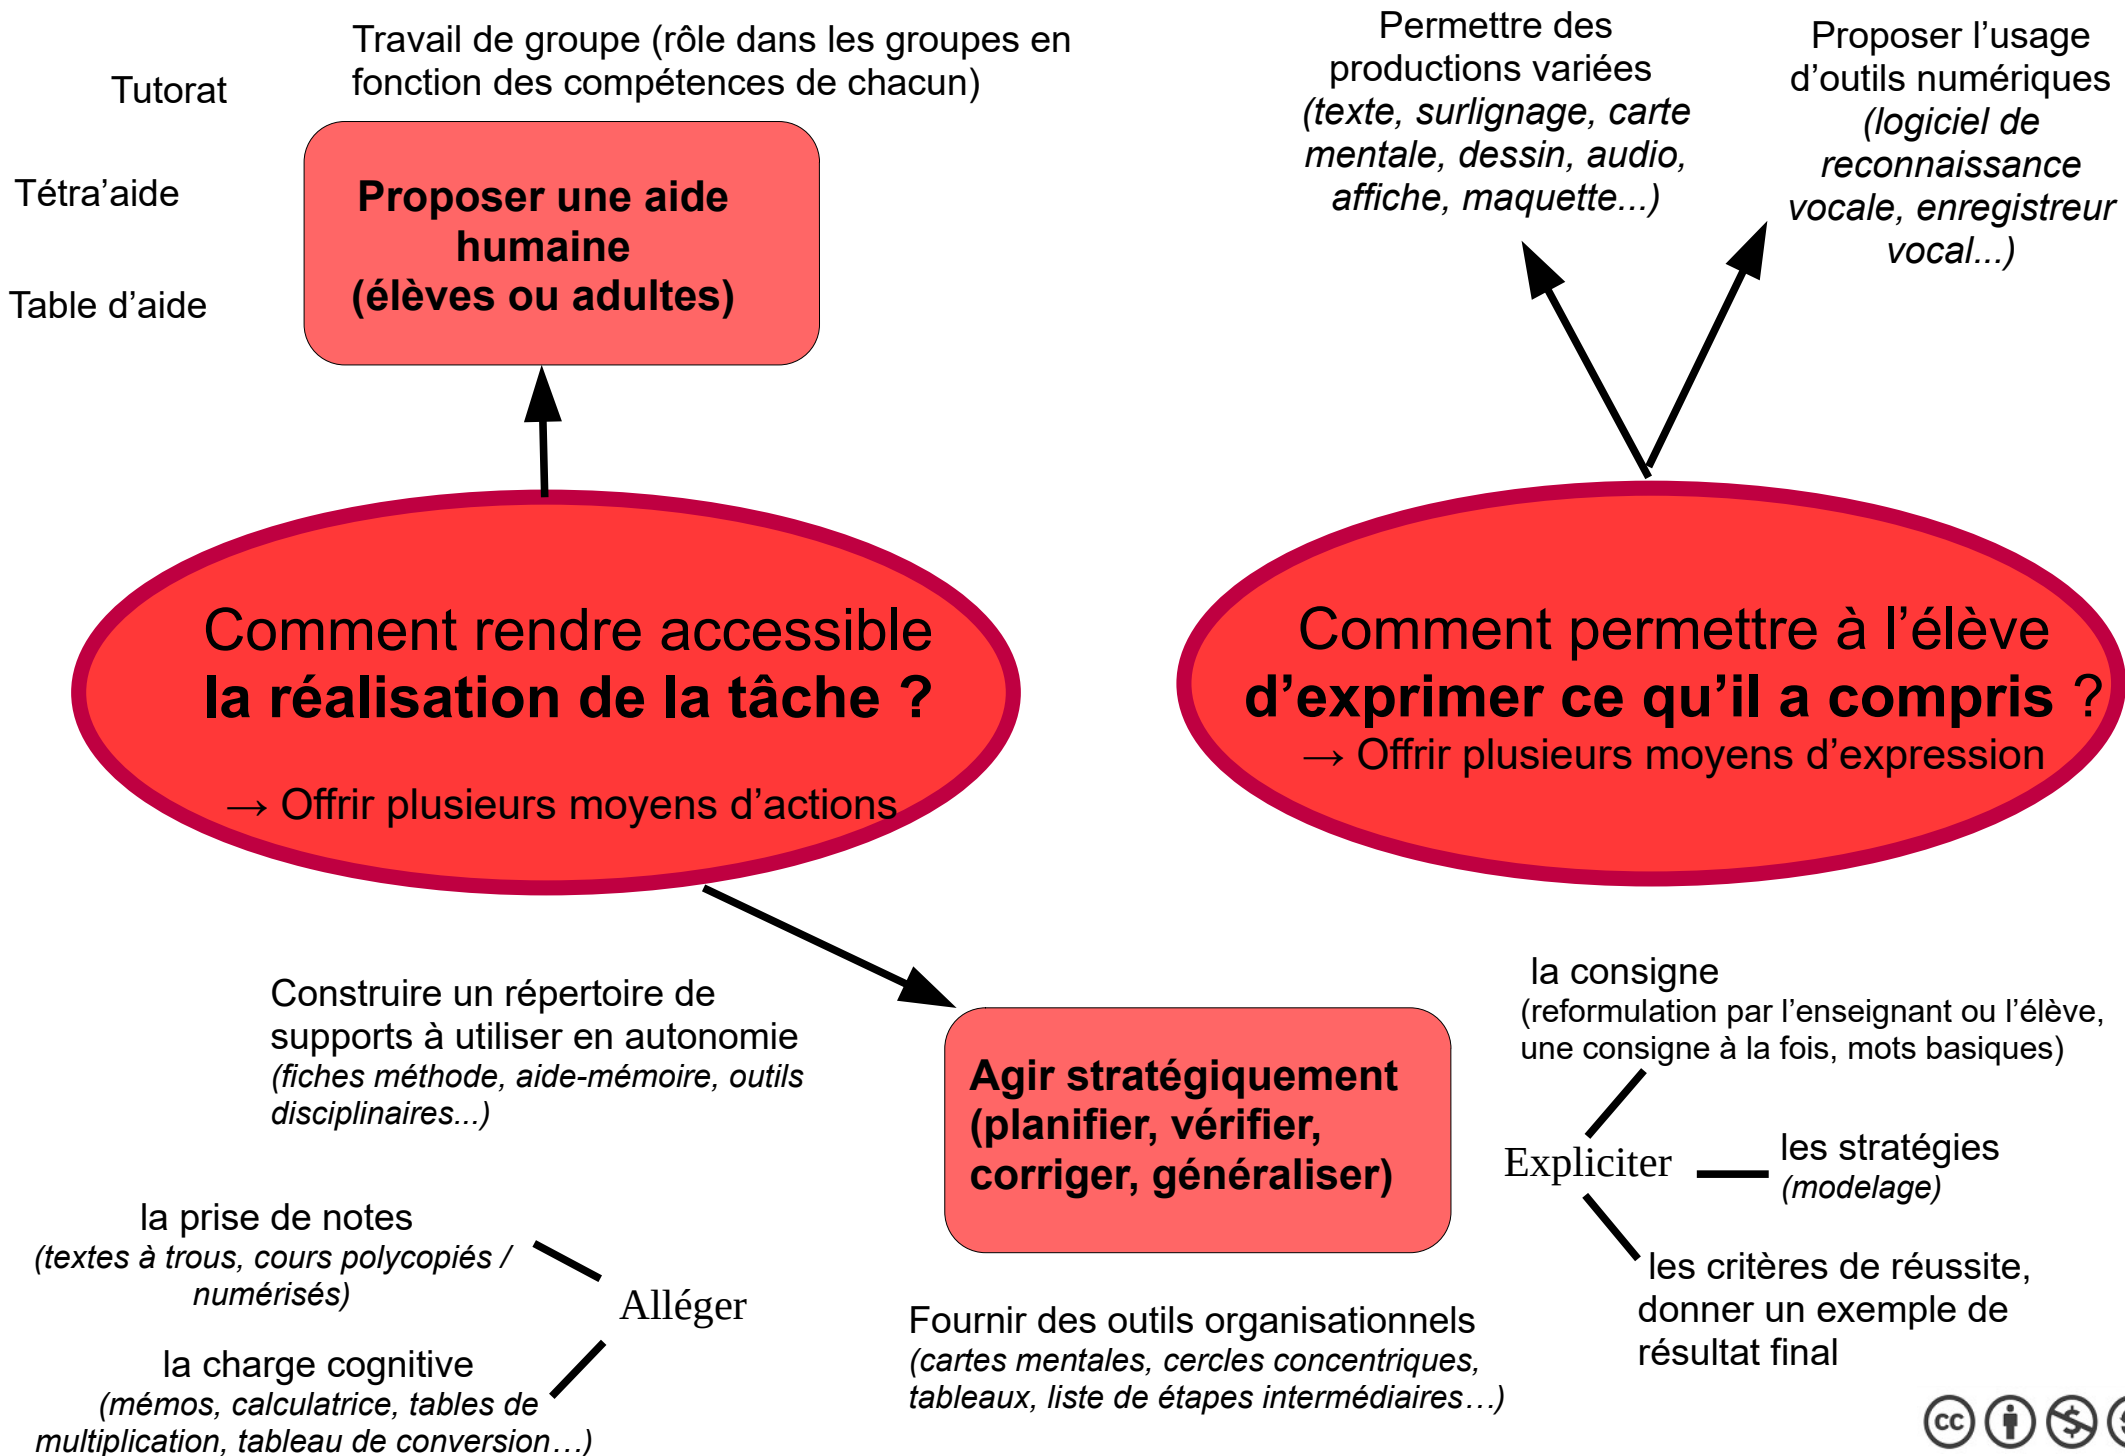 Travail de groupe (rôle dans les groupes en
fonction des compétences de chacun)
Tutorat
Tétra’aide
Table d’aide
Proposer une aide
humaine
(élèves ou adultes)
Permettre des
productions variées
(texte, surlignage, carte
mentale, dessin, audio,
affiche, maquette...)
Proposer l’usage
d’outils numériques
(logiciel de
reconnaissance
vocale, enregistreur
vocal...)
Comment rendre accessible
la réalisation de la tâche ?
→ Offrir plusieurs moyens d’actions
Comment permettre à l’élève
d’exprimer ce qu’il a compris ?
→ Offrir plusieurs moyens d’expression
Construire un répertoire de
supports à utiliser en autonomie
(fiches méthode, aide-mémoire, outils
disciplinaires...)
Agir stratégiquement
(planifier, vérifier,
corriger, généraliser)
la consigne
(reformulation par l’enseignant ou l’élève,
une consigne à la fois, mots basiques)
Expliciter
les stratégies
(modelage)
les critères de réussite,
donner un exemple de
résultat final
la prise de notes
(textes à trous, cours polycopiés /
numérisés)
Alléger
la charge cognitive
(mémos, calculatrice, tables de
multiplication, tableau de conversion…)
Fournir des outils organisationnels
(cartes mentales, cercles concentriques,
tableaux, liste de étapes intermédiaires…)
cc